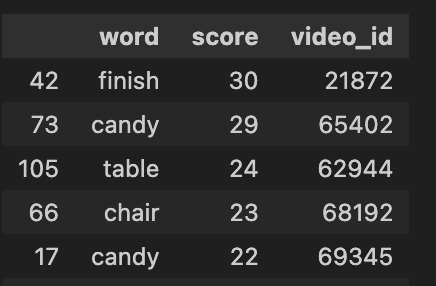 word score video_id
42 finish 30 21872
73 candy 29 65402
105 table 24 62944
66 chair 23 68192
17 candy 22 69345